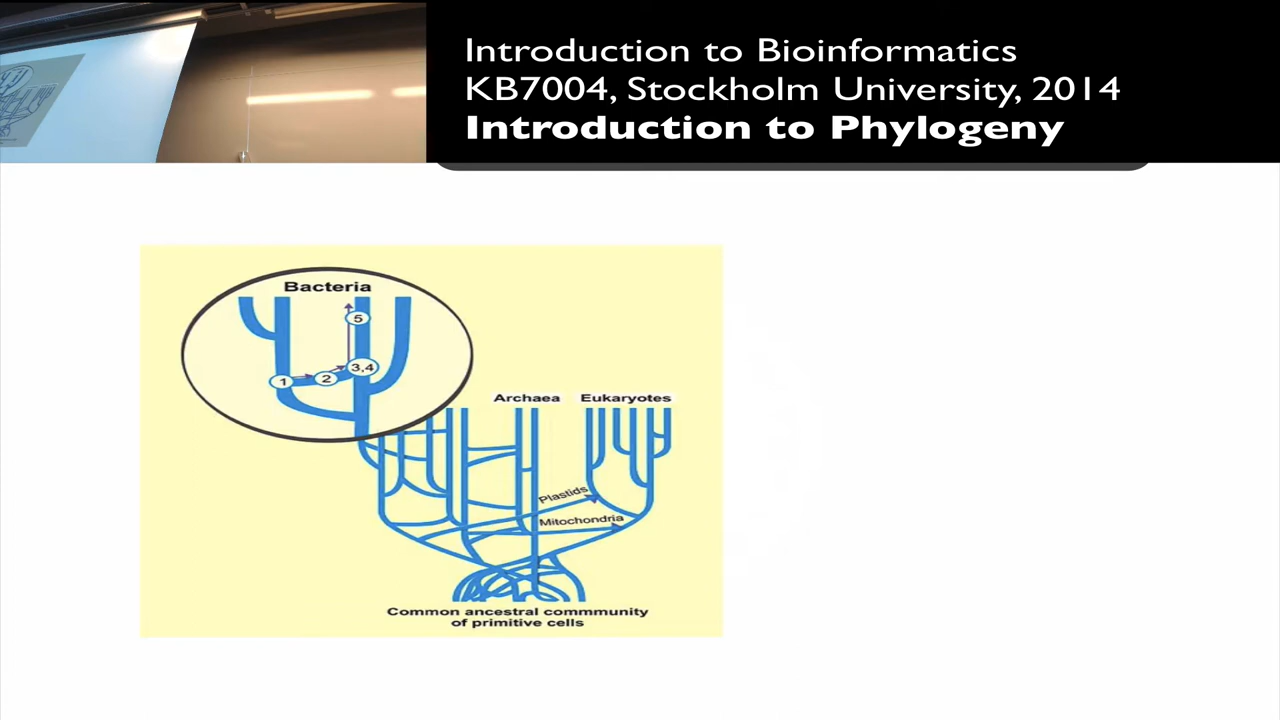 Introduction to Bioinformatics
KB7004, Stockholm University, 2014
Introduction to Phylogeny
Bacteria
5
1
2
3,4
Archaea
Eukaryotes
Plastids
Mitochondria
Common ancestral commmunity
of primitive cells